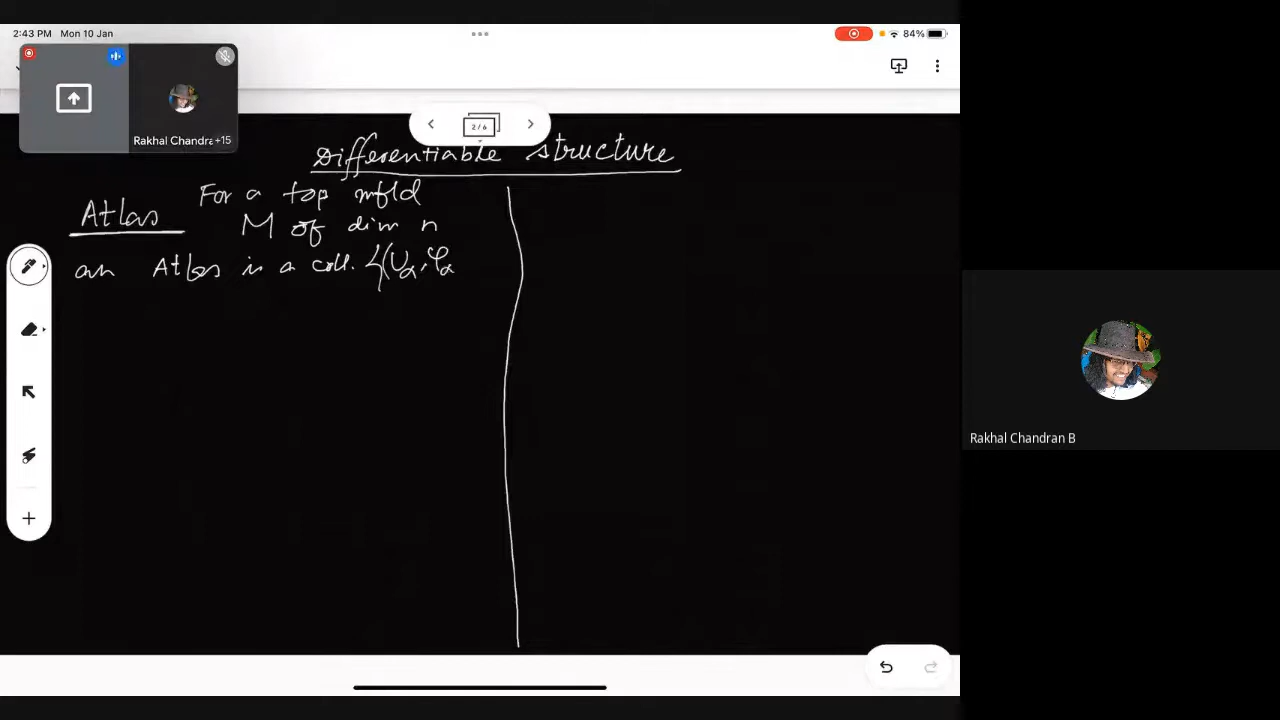 2:43 PM Mon 10 Jan
84%
Rakhal Chandra +15
2/6
Differentiable structure
Atlas For a top mfld
M of dim n
an Atlas is a coll. {(Uα, φα
Rakhal Chandran B